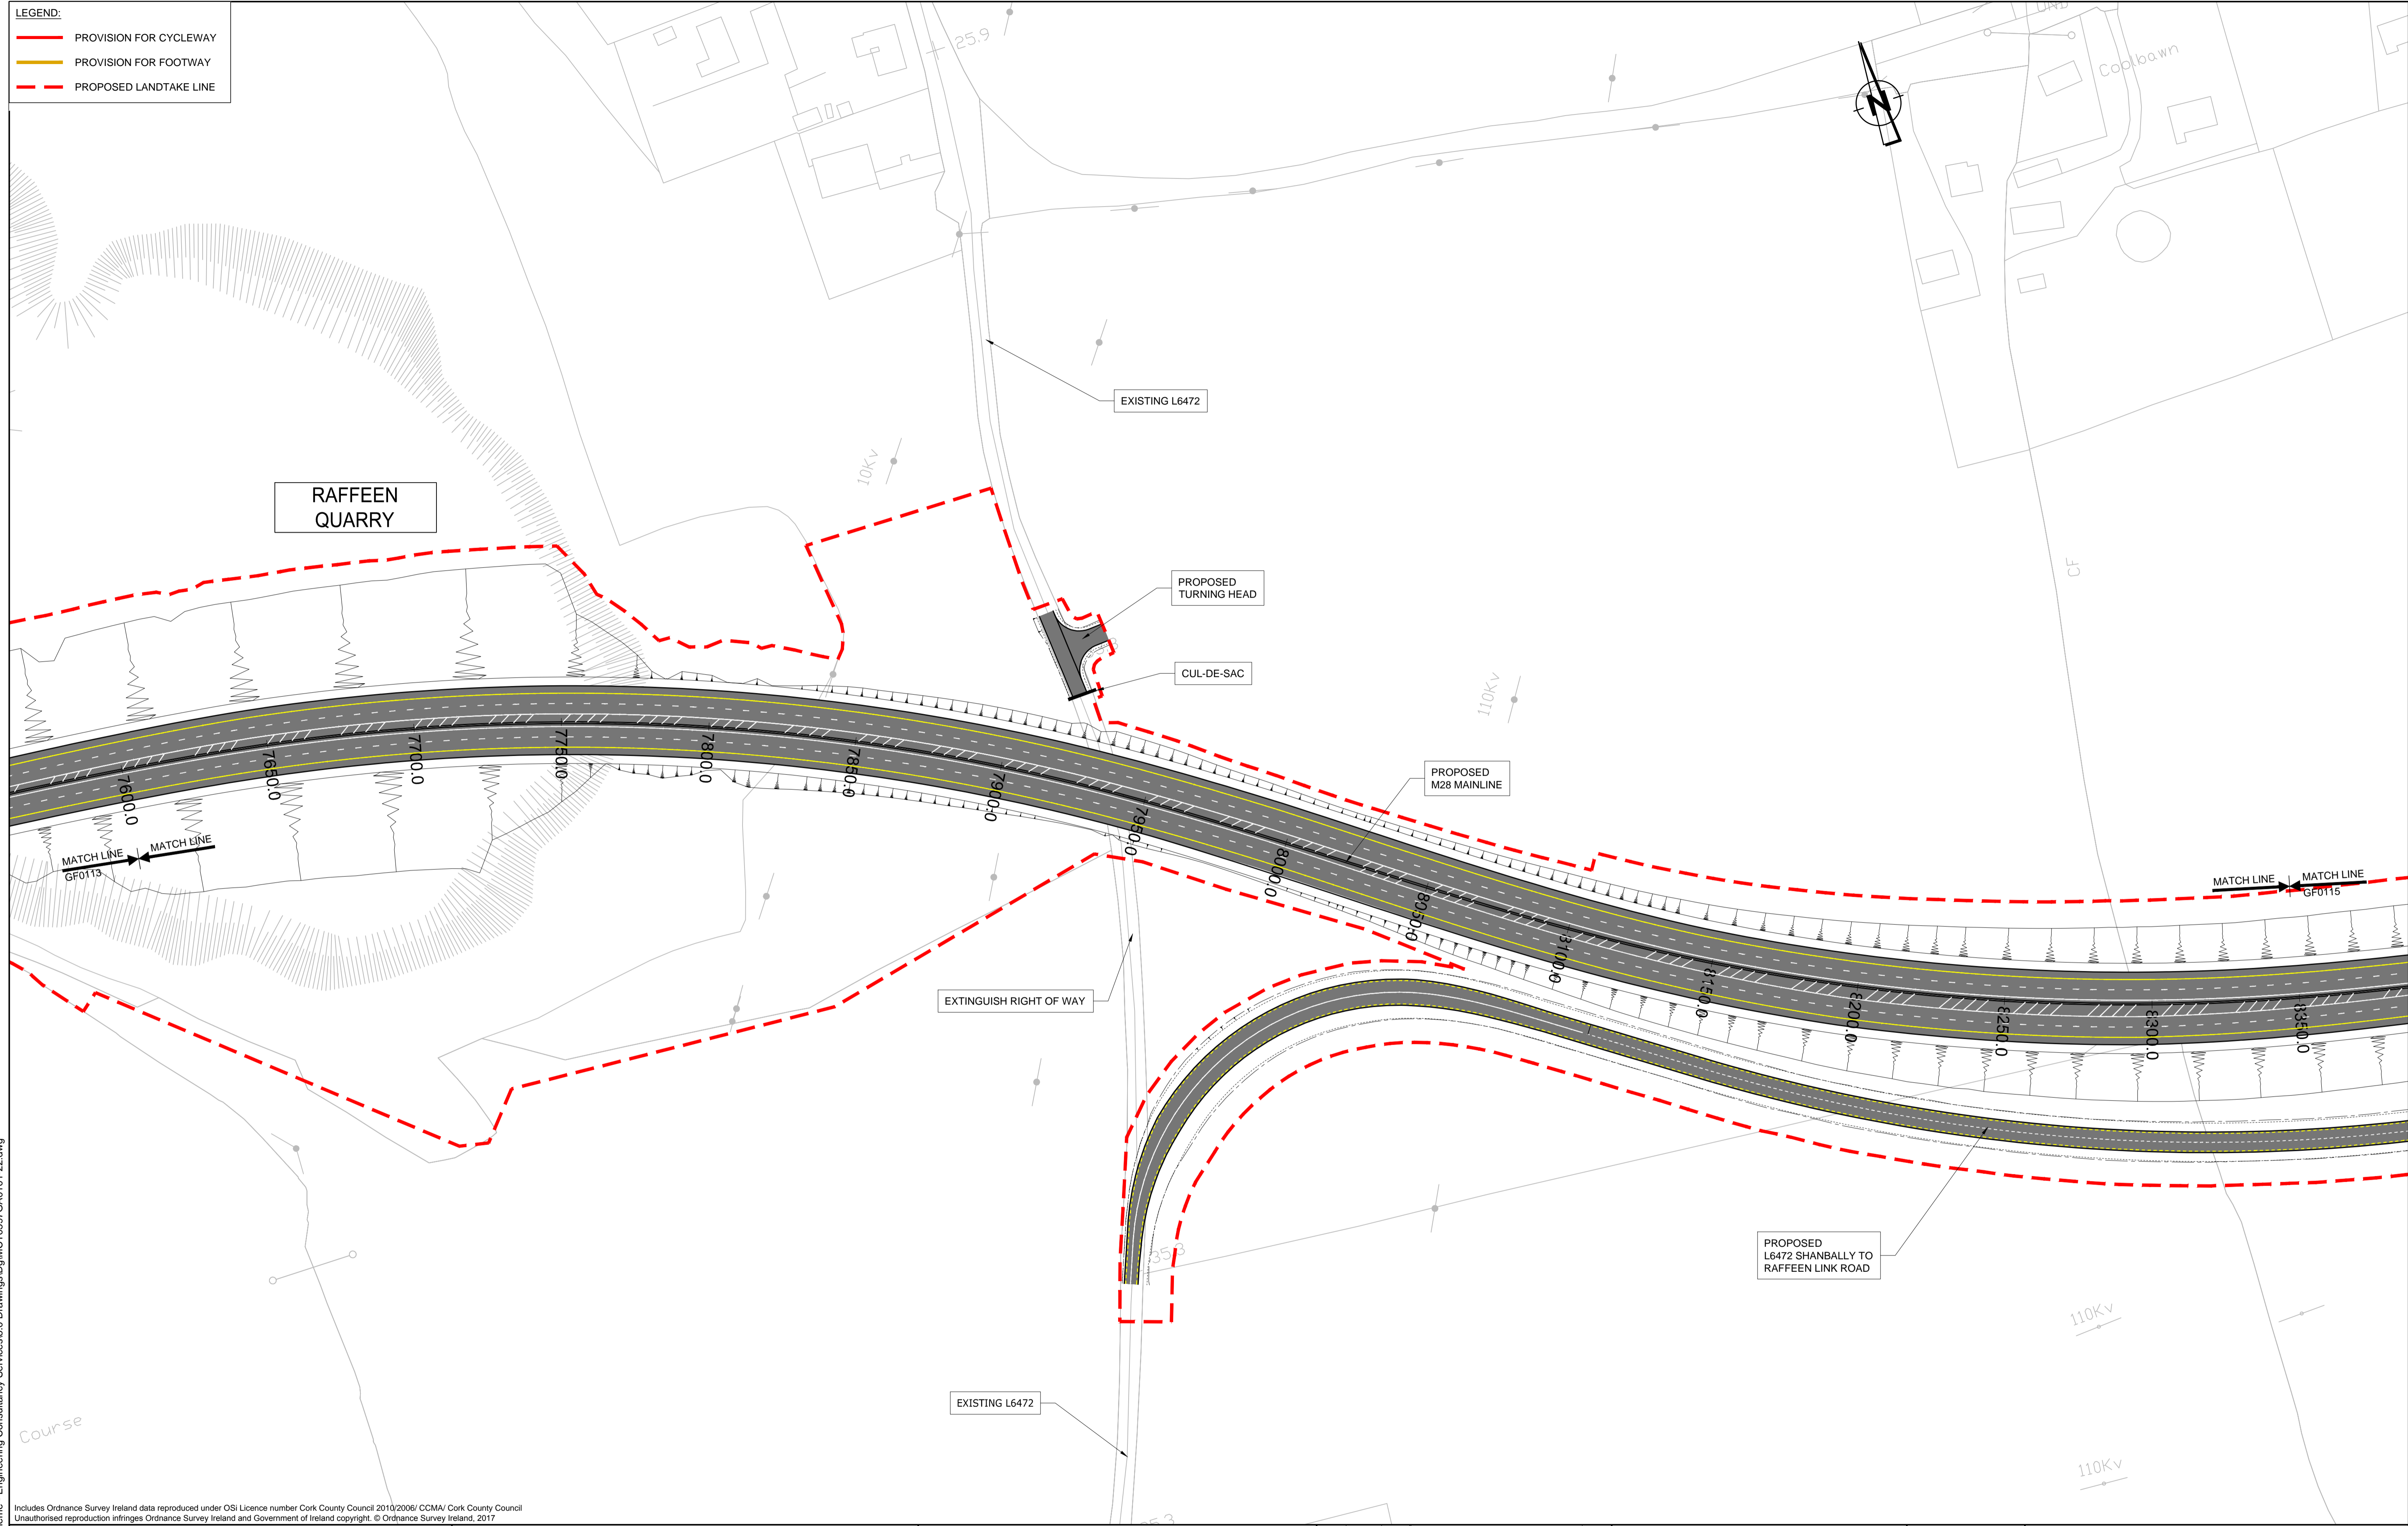 LEGEND:
PROVISION FOR CYCLEWAY
PROVISION FOR FOOTWAY
PROPOSED LANDTAKE LINE
25.9
Coolbawn
N
EXISTING L6472
10Kv
RAFFEEN
QUARRY
CF
PROPOSED
TURNING HEAD
CUL-DE-SAC
110Kv
PROPOSED
M28 MAINLINE
7600.0
7650.0
7700.0
7750.0
7800.0
7850.0
7900.0
7950.0
8000.0
8050.0
8100.0
8150.0
8200.0
8250.0
8300.0
8350.0
MATCH LINE
MATCH LINE
GF0113
MATCH LINE
MATCH LINE
GF0115
EXTINGUISH RIGHT OF WAY
35.3
PROPOSED
L6472 SHANBALLY TO
RAFFEEN LINK ROAD
110Kv
EXISTING L6472
Course
110Kv
Includes Ordnance Survey Ireland data reproduced under OSi Licence number Cork County Council 2010/2006/ CCMA/ Cork County Council
Unauthorised reproduction infringes Ordnance Survey Ireland and Government of Ireland copyright. © Ordnance Survey Ireland, 2017